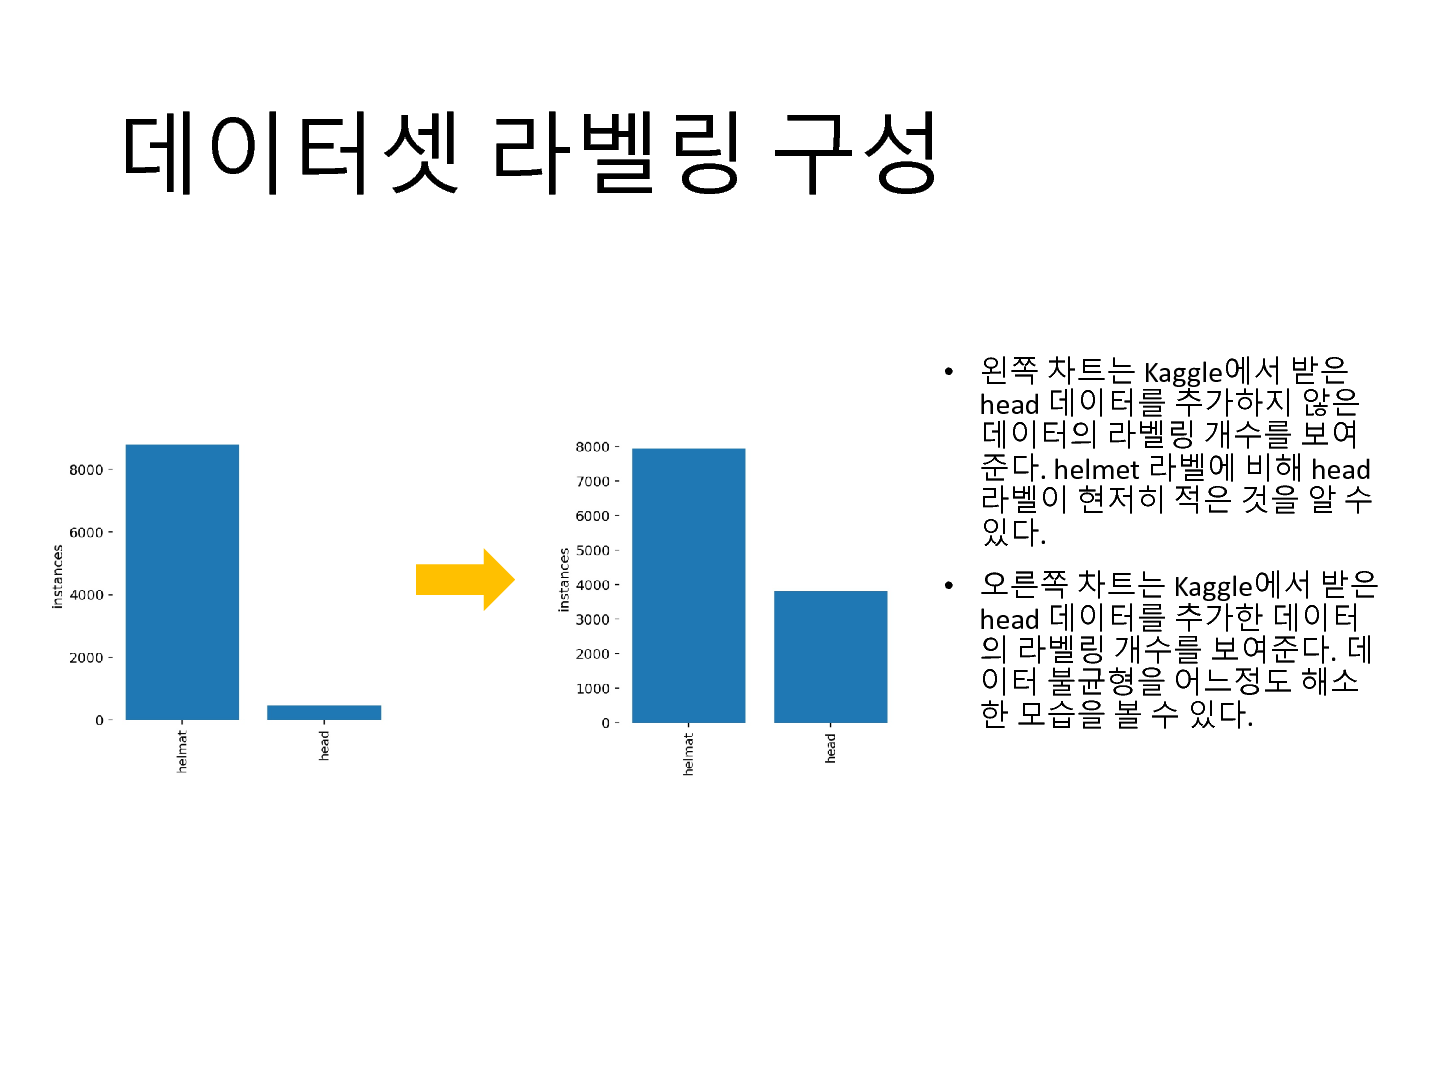 데이터셋 라벨링 구성
8000
6000
4000
2000
0
instances
helmat
head
8000
7000
6000
5000
4000
3000
2000
1000
0
instances
helmat
head
• 왼쪽 차트는 Kaggle에서 받은
head 데이터를 추가하지 않은
데이터의 라벨링 개수를 보여
준다. helmet 라벨에 비해 head
라벨이 현저히 적은 것을 알 수
있다.
• 오른쪽 차트는 Kaggle에서 받은
head 데이터를 추가한 데이터
의 라벨링 개수를 보여준다. 데
이터 불균형을 어느정도 해소
한 모습을 볼 수 있다.